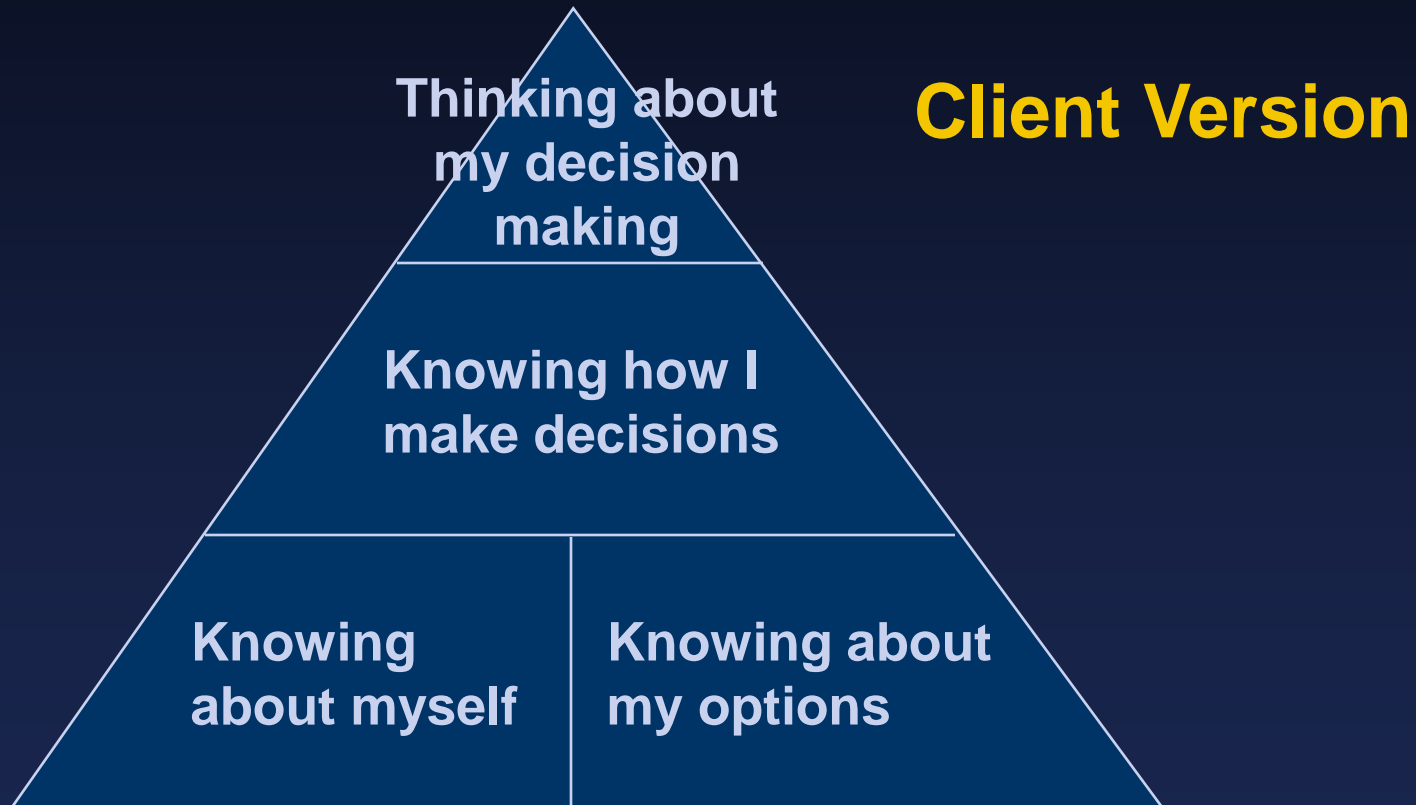 Client Version
Thinking about
my decision
making
Knowing how I
make decisions
Knowing
about myself
Knowing about
my options